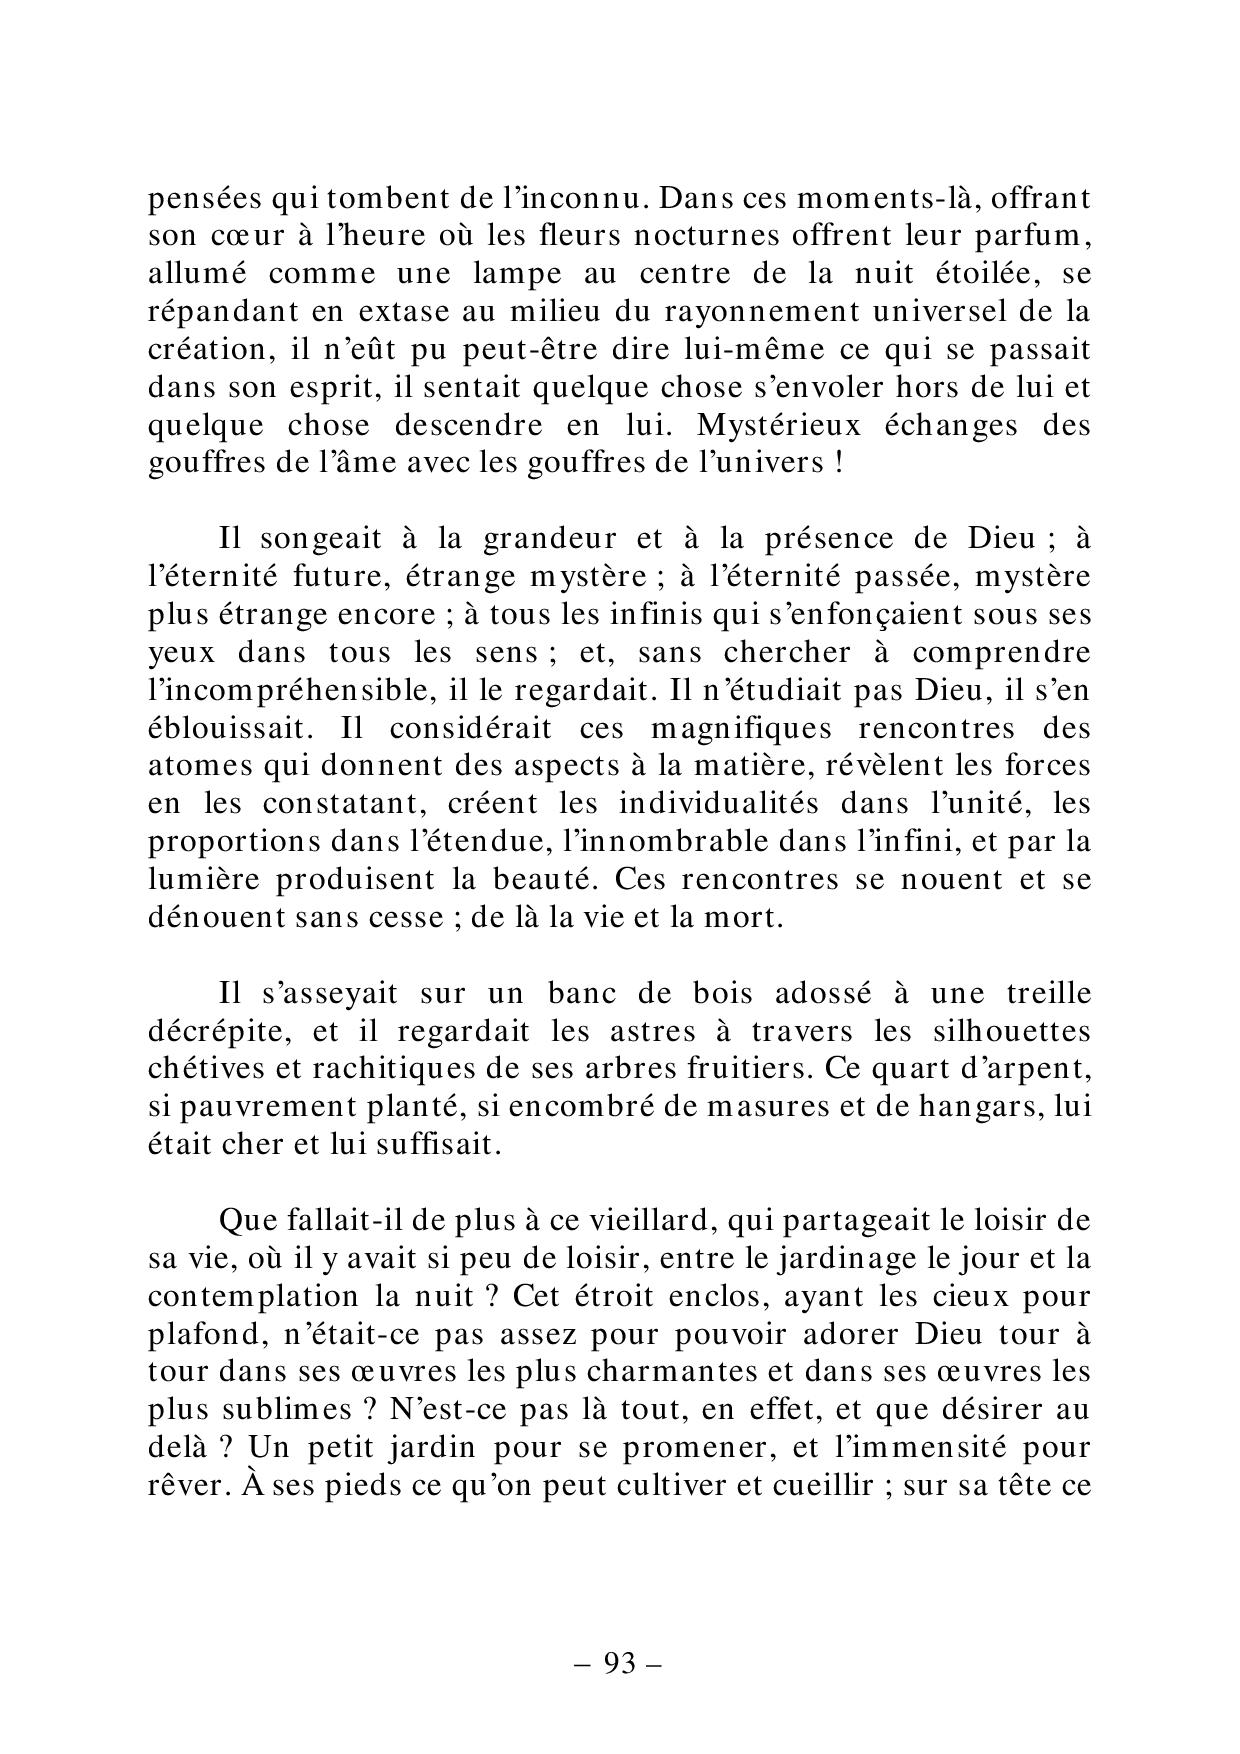 pensées qui tombent de l’inconnu. Dans ces moments-là, offrant
son cœur à l’heure où les fleurs nocturnes offrent leur parfum,
allumé comme une lampe au centre de la nuit étoilée, se
répandant en extase au milieu du rayonnement universel de la
création, il n’eût pu peut-être dire lui-même ce qui se passait
dans son esprit, il sentait quelque chose s’envoler hors de lui et
quelque chose descendre en lui. Mystérieux échanges des
gouffres de l’âme avec les gouffres de l’univers !
Il songeait à la grandeur et à la présence de Dieu ; à
l’éternité future, étrange mystère ; à l’éternité passée, mystère
plus étrange encore ; à tous les infinis qui s’enfonçaient sous ses
yeux dans tous les sens ; et, sans chercher à comprendre
l’incompréhensible, il le regardait. Il n’étudiait pas Dieu, il s’en
éblouissait. Il considérait ces magnifiques rencontres des
atomes qui donnent des aspects à la matière, révèlent les forces
en les constatant, créent les individualités dans l’unité, les
proportions dans l’étendue, l’innombrable dans l’infini, et par la
lumière produisent la beauté. Ces rencontres se nouent et se
dénouent sans cesse ; de là la vie et la mort.
Il s’asseyait sur un banc de bois adossé à une treille
décrépite, et il regardait les astres à travers les silhouettes
chétives et rachitiques de ses arbres fruitiers. Ce quart d’arpent,
si pauvrement planté, si encombré de masures et de hangars, lui
était cher et lui suffisait.
Que fallait-il de plus à ce vieillard, qui partageait le loisir de
sa vie, où il y avait si peu de loisir, entre le jardinage le jour et la
contemplation la nuit ? Cet étroit enclos, ayant les cieux pour
plafond, n’était-ce pas assez pour pouvoir adorer Dieu tour à
tour dans ses œuvres les plus charmantes et dans ses œuvres les
plus sublimes ? N’est-ce pas là tout, en effet, et que désirer au
delà ? Un petit jardin pour se promener, et l’immensité pour
rêver. À ses pieds ce qu’on peut cultiver et cueillir ; sur sa tête ce
– 93 –